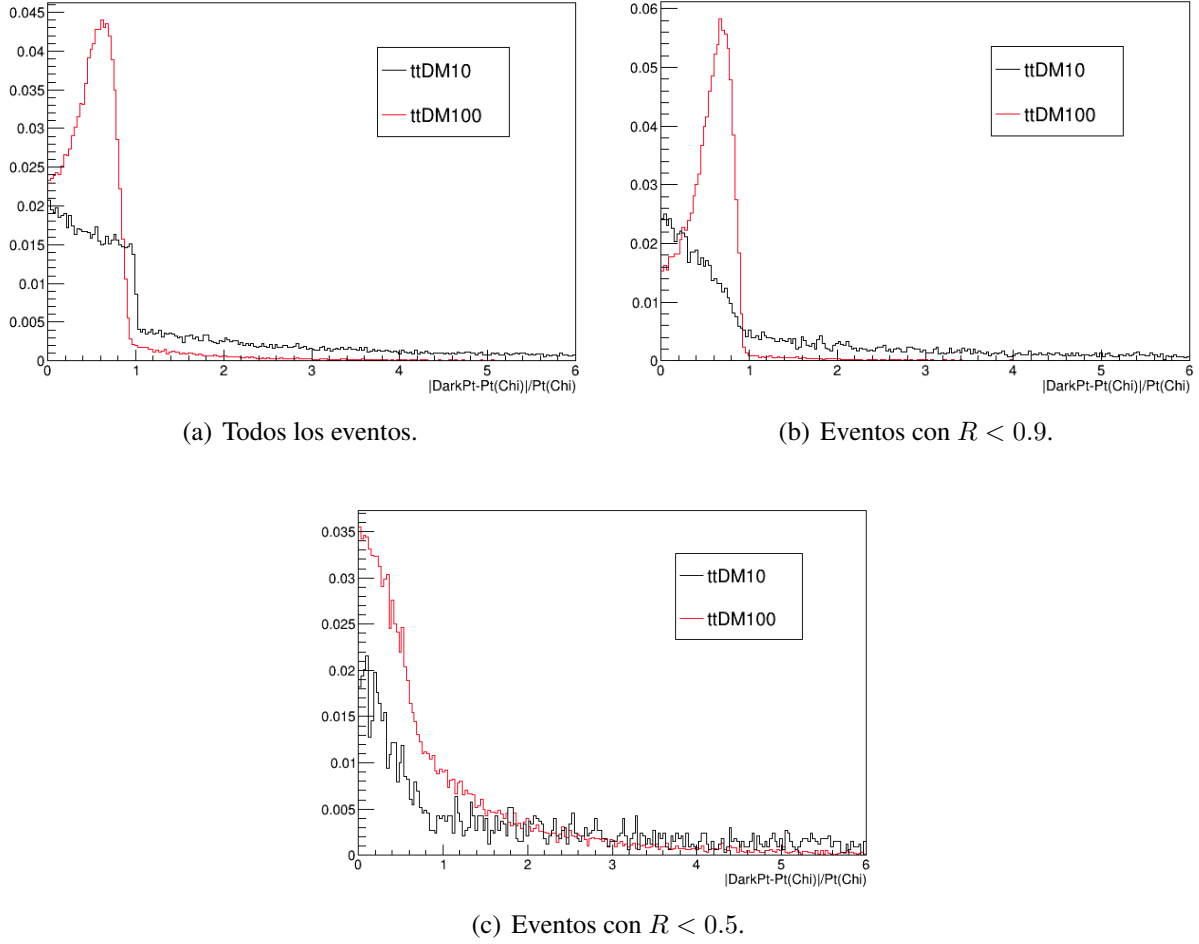 0.045
0.04
0.035
0.03
0.025
0.02
0.015
0.01
0.005
0
0 1 2 3 4 5 6
|DarkPt-Pt(Chi)|/Pt(Chi)
ttDM10
ttDM100
(a) Todos los eventos.
0.06
0.05
0.04
0.03
0.02
0.01
0
0 1 2 3 4 5 6
|DarkPt-Pt(Chi)|/Pt(Chi)
ttDM10
ttDM100
(b) Eventos con R < 0.9.
0.035
0.03
0.025
0.02
0.015
0.01
0.005
0
0 1 2 3 4 5 6
|DarkPt-Pt(Chi)|/Pt(Chi)
ttDM10
ttDM100
(c) Eventos con R < 0.5.